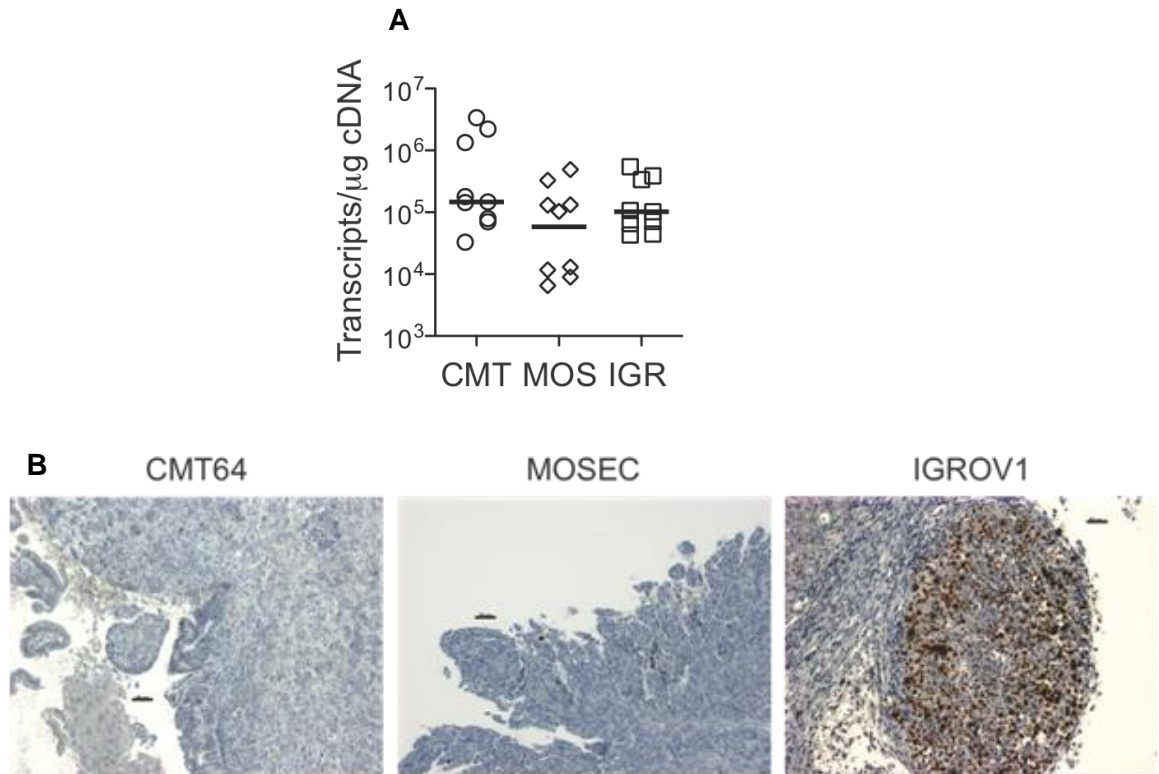 A
Transcripts/µg cDNA
10⁷
10⁶
10⁵
10⁴
10³
CMT MOS IGR
B
CMT64 MOSEC IGROV1